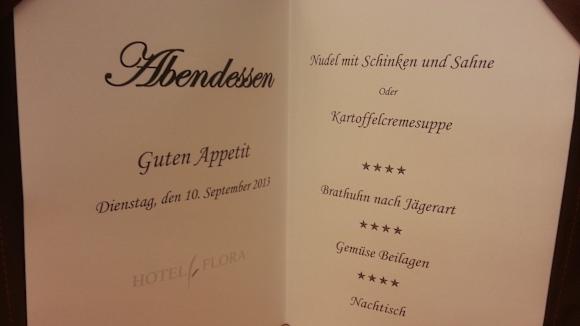 Abendessen
Guten Appetit
Dienstag, den 10. September 2013
HOTEL FLORA
Nudel mit Schinken und Sahne
Oder
Kartoffelcremesuppe
★★★★
Brathuhn nach Jägerart
★★★★
Gemüse Beilagen
★★★★
Nachtisch